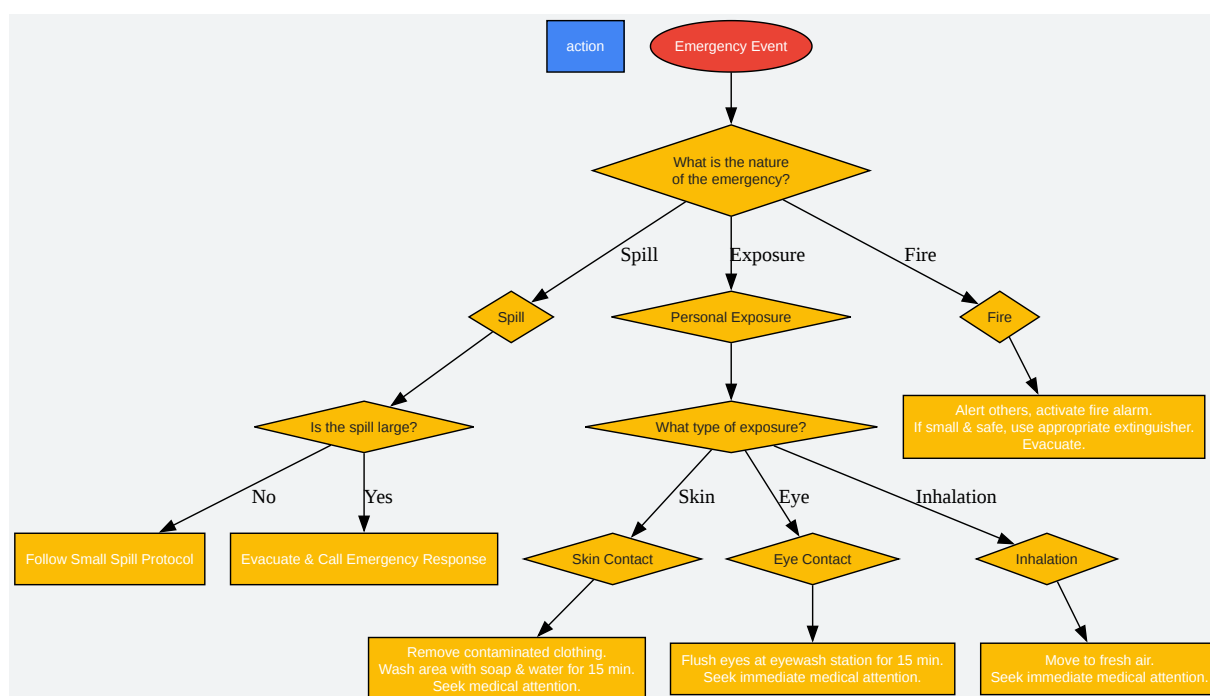 action
Emergency Event
What is the nature
of the emergency?
Spill
Exposure
Fire
Spill
Personal Exposure
Fire
Is the spill large?
What type of exposure?
Alert others, activate fire alarm.
If small & safe, use appropriate extinguisher.
Evacuate.
No
Yes
Skin
Eye
Inhalation
Follow Small Spill Protocol
Evacuate & Call Emergency Response
Skin Contact
Eye Contact
Inhalation
Remove contaminated clothing.
Wash area with soap & water for 15 min.
Seek medical attention.
Flush eyes at eyewash station for 15 min.
Seek immediate medical attention.
Move to fresh air.
Seek immediate medical attention.